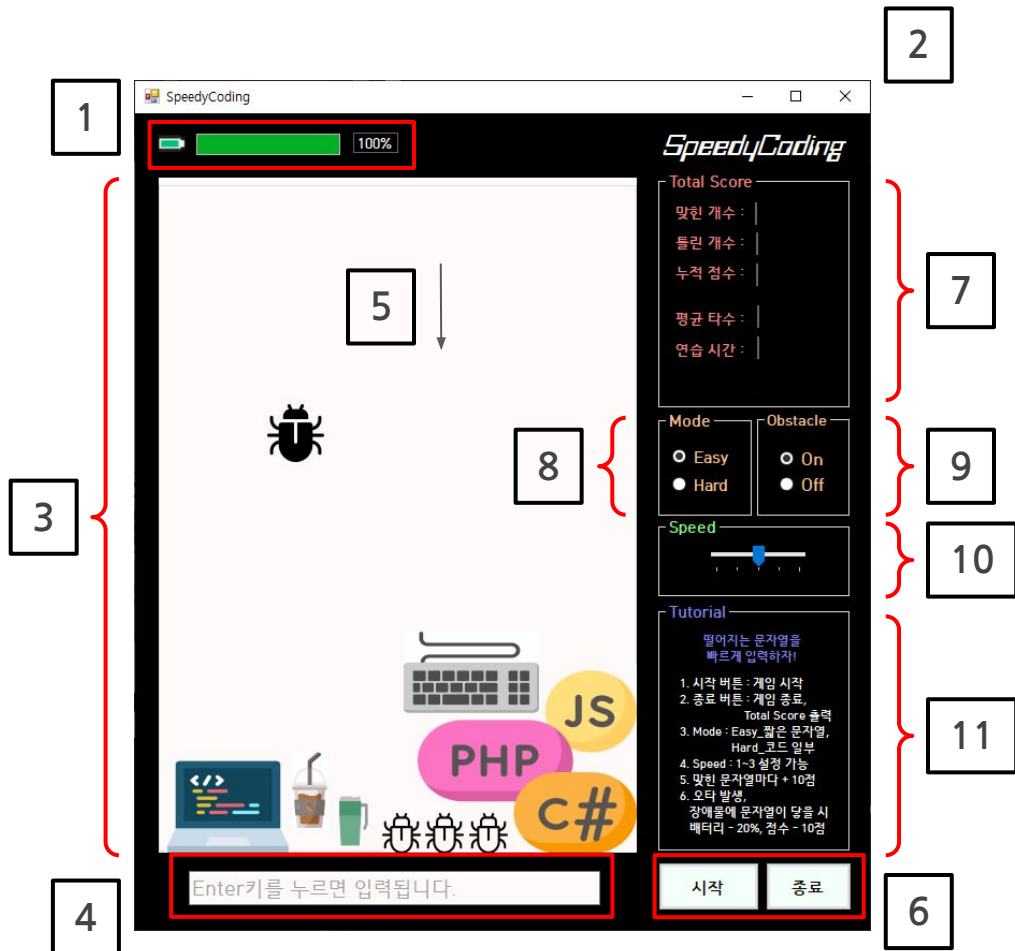 2
1
SpeedyCoding
100%
SpeedyCoding
3
5
Total Score
맞힌 개수 :
틀린 개수 :
누적 점수 :
평균 타수 :
연습 시간 :
7
8
Mode
Easy
Hard
Obstacle
On
Off
9
Speed
10
JS
PHP
C#
</>
Tutorial
떨어지는 문자열을
빠르게 입력하자!
1. 시작 버튼 : 게임 시작
2. 종료 버튼 : 게임 종료,
Total Score 출력
3. Mode : Easy_짧은 문자열,
Hard_코드 일부
4. Speed : 1~3 설정 가능
5. 맞힌 문자열마다 + 10점
6. 오타 발생,
장애물에 문자열이 닿을 시
배터리 - 20%, 점수 - 10점
11
4
Enter키를 누르면 입력됩니다.
시작
종료
6